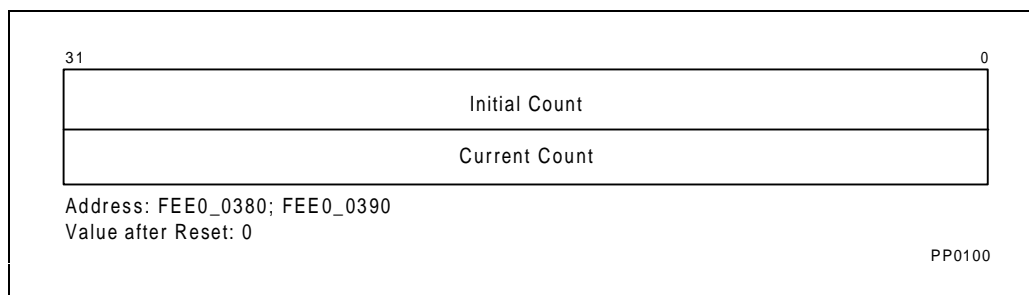 31 0
Initial Count
Current Count
Address: FEE0_0380; FEE0_0390
Value after Reset: 0
PP0100